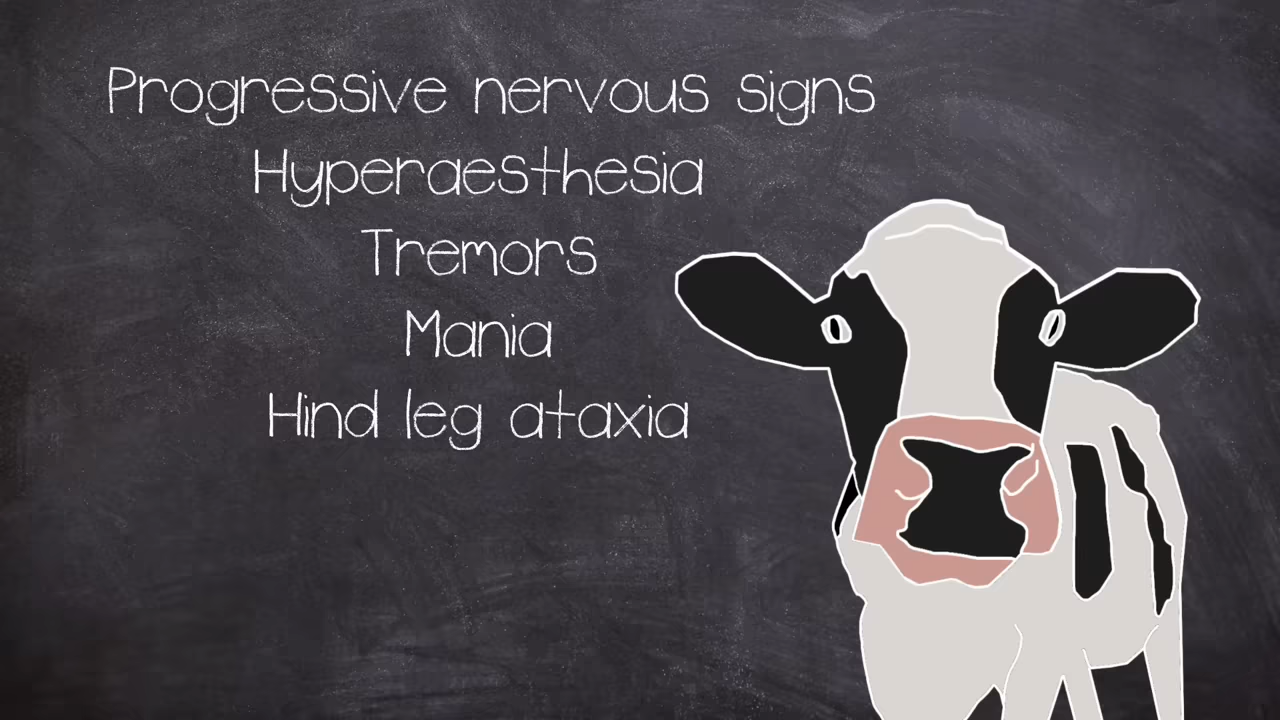 Progressive nervous signs
Hyperaesthesia
Tremors
Mania
Hind leg ataxia